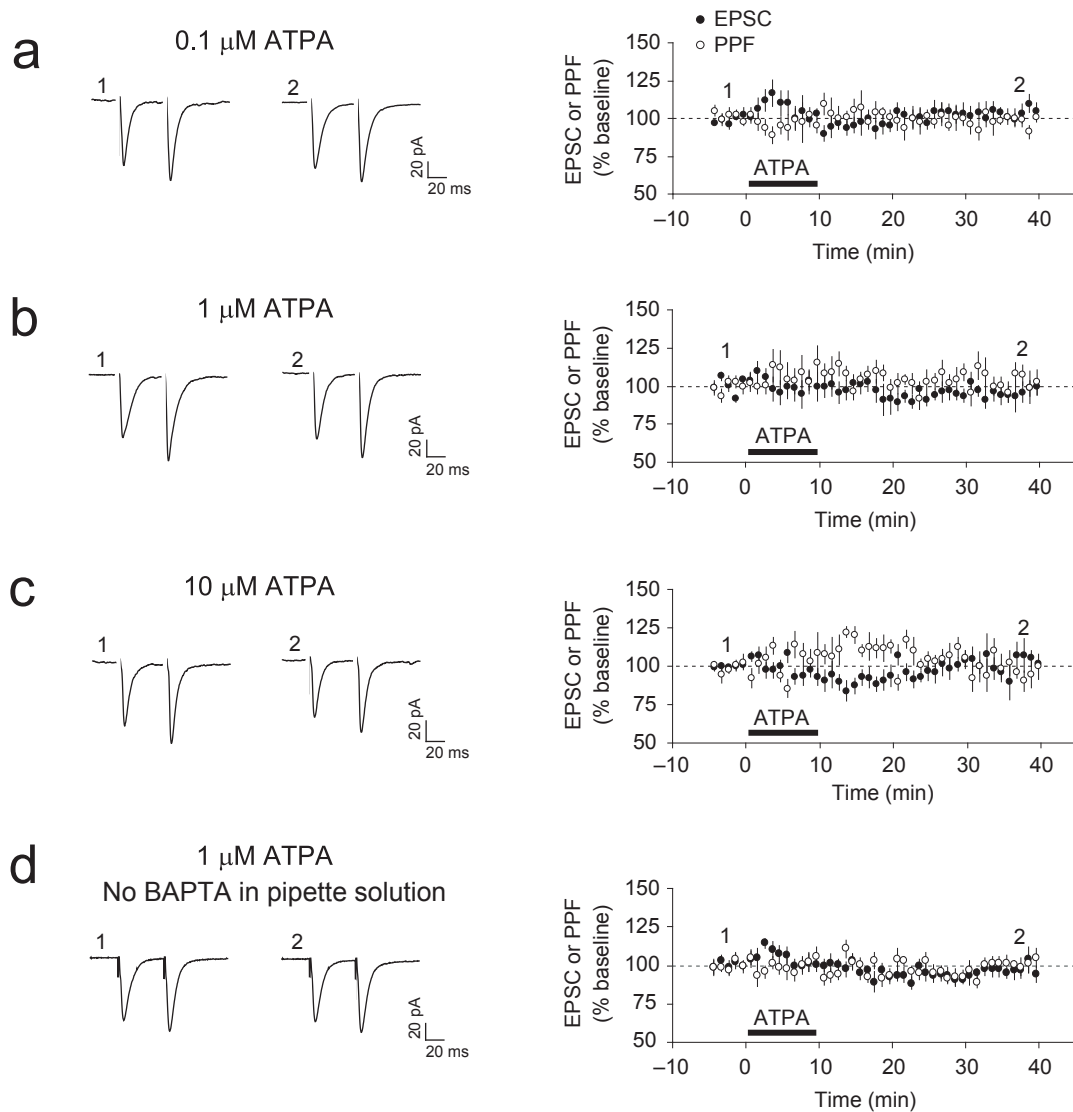 a
0.1 μM ATPA
1
2
20 pA
20 ms
EPSC
PPF
EPSC or PPF
(% baseline)
150
125
100
75
50
1
2
ATPA
–10
0
10
20
30
40
Time (min)
b
1 μM ATPA
1
2
20 pA
20 ms
EPSC or PPF
(% baseline)
150
125
100
75
50
1
2
ATPA
–10
0
10
20
30
40
Time (min)
c
10 μM ATPA
1
2
20 pA
20 ms
EPSC or PPF
(% baseline)
150
125
100
75
50
1
2
ATPA
–10
0
10
20
30
40
Time (min)
d
1 μM ATPA
No BAPTA in pipette solution
1
2
20 pA
20 ms
EPSC or PPF
(% baseline)
150
125
100
75
50
1
2
ATPA
–10
0
10
20
30
40
Time (min)